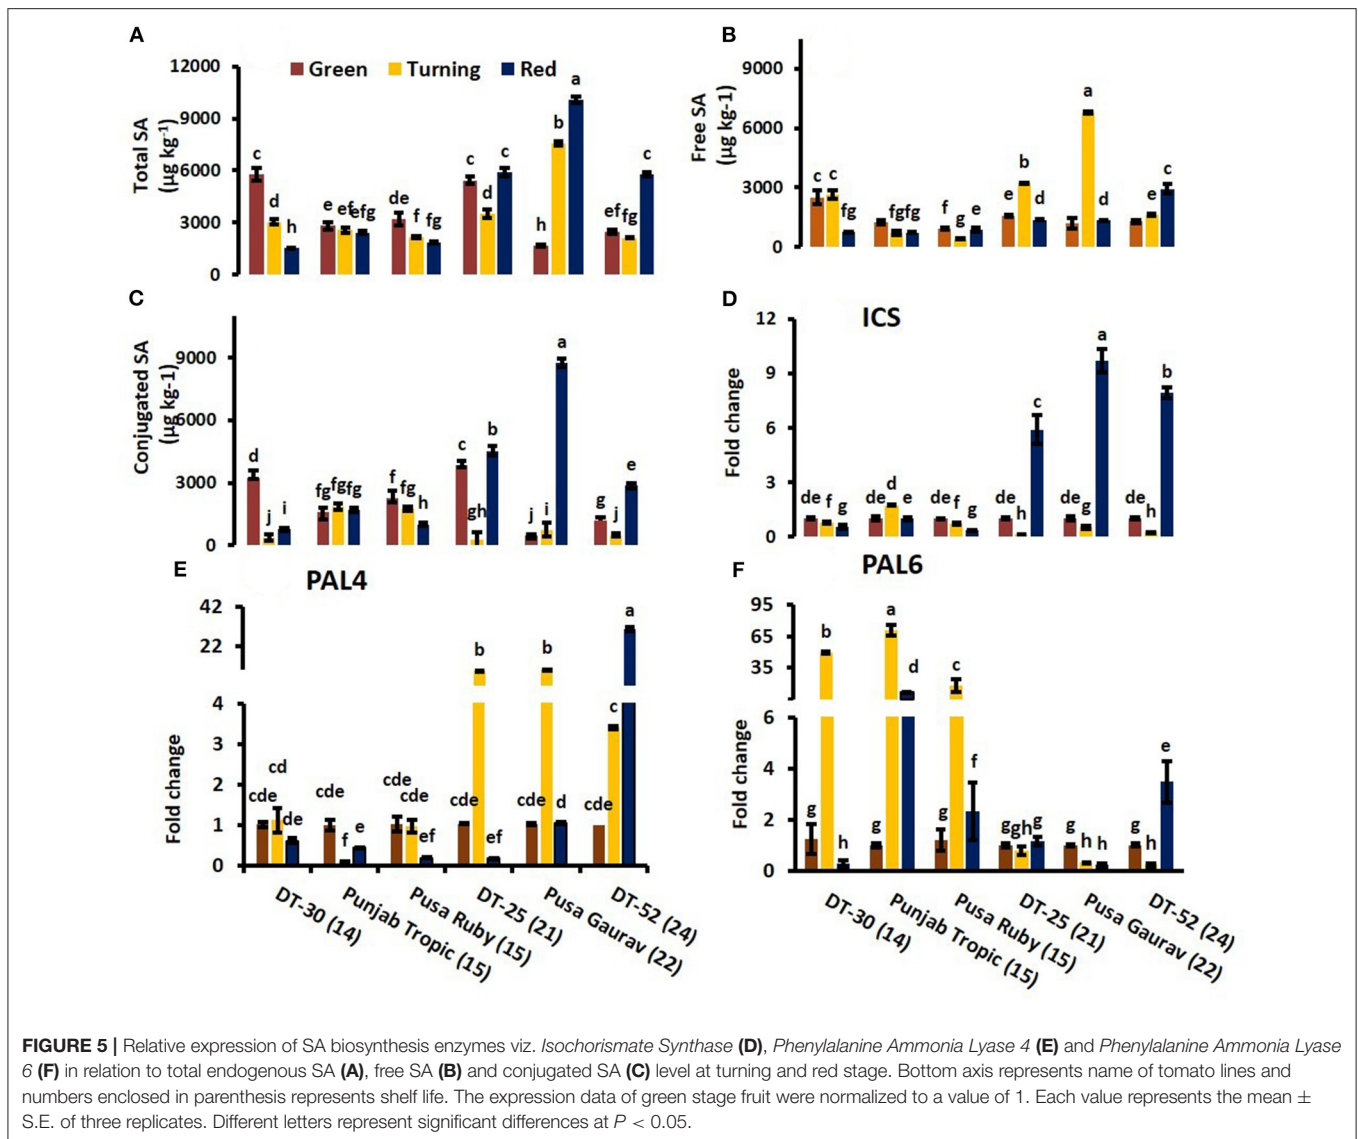 A
Total SA
(µg kg-1)
12000
9000
6000
3000
0
Green Turning Red
c d h
e ef efg
de f fg
c d c
h b a
ef fg c
B
Free SA
(µg kg-1)
9000
6000
3000
0
c c fg
fg fg
f g e
e b d
a d
e c
C
Conjugated SA
(µg kg-1)
9000
6000
3000
0
d j i
fg fg fg
f fg h
c gh b
j i a
g j e
D
ICS
Fold change
12
9
6
3
0
de f g
de d e
de f g
de h c
de g a
de h b
E
PAL4
Fold change
42
22
4
3
2
1
0
cde cd de
cde f e
cde cde ef
cde b ef
cde b d
cde c a
DT-30 (14)
Punjab Tropic (15)
Pusa Ruby (15)
DT-25 (21)
Pusa Gaurav (22)
DT-52 (24)
F
PAL6
Fold change
95
65
35
6
4
2
0
g b h
g a d
g c f
g gh g
g h h
g h e
DT-30 (14)
Punjab Tropic (15)
Pusa Ruby (15)
DT-25 (21)
Pusa Gaurav (22)
DT-52 (24)
FIGURE 5 | Relative expression of SA biosynthesis enzymes viz. Isochorismate Synthase (D), Phenylalanine Ammonia Lyase 4 (E) and Phenylalanine Ammonia Lyase
6 (F) in relation to total endogenous SA (A), free SA (B) and conjugated SA (C) level at turning and red stage. Bottom axis represents name of tomato lines and
numbers enclosed in parenthesis represents shelf life. The expression data of green stage fruit were normalized to a value of 1. Each value represents the mean ±
S.E. of three replicates. Different letters represent significant differences at P < 0.05.